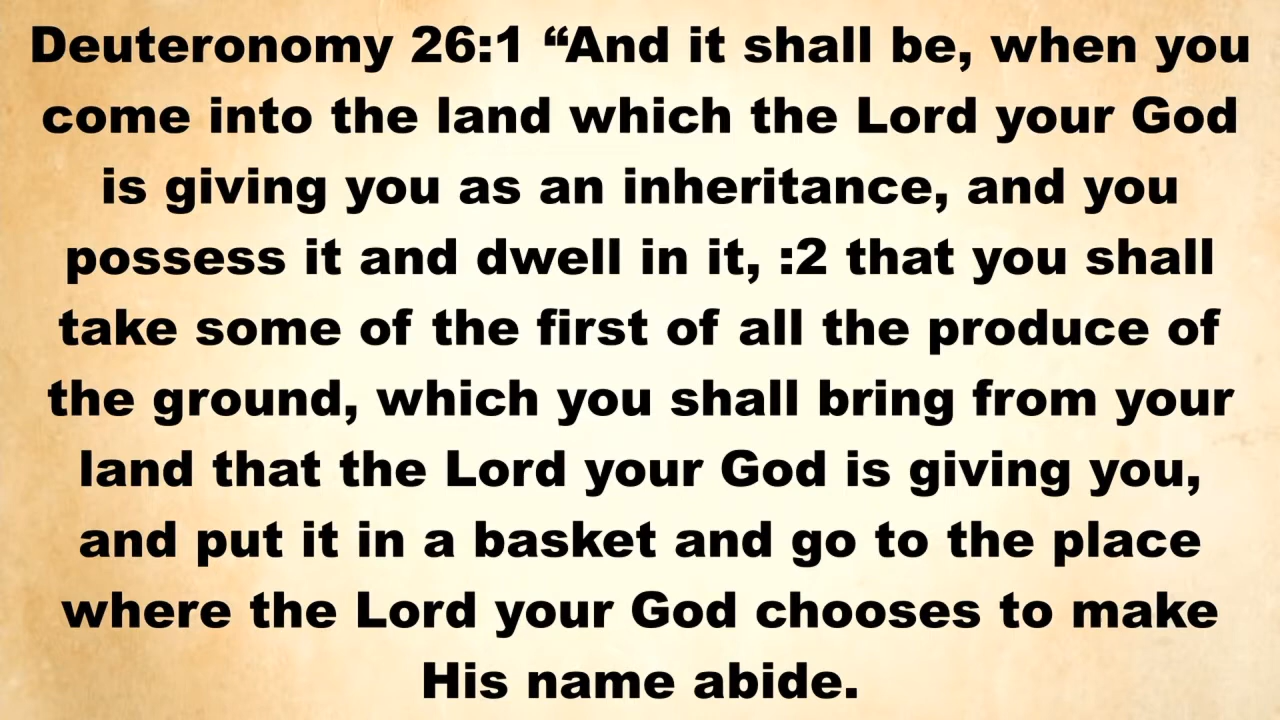 Deuteronomy 26:1 “And it shall be, when you
come into the land which the Lord your God
is giving you as an inheritance, and you
possess it and dwell in it, :2 that you shall
take some of the first of all the produce of
the ground, which you shall bring from your
land that the Lord your God is giving you,
and put it in a basket and go to the place
where the Lord your God chooses to make
His name abide.